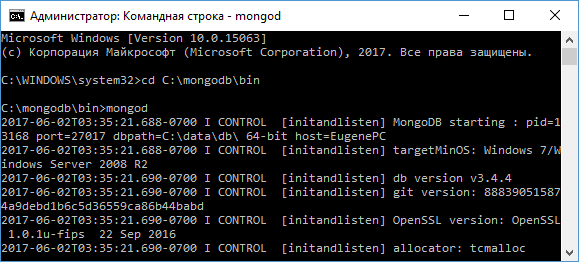 Администратор: Командная строка - mongod
Microsoft Windows [Version 10.0.15063]
(c) Корпорация Майкрософт (Microsoft Corporation), 2017. Все права защищены.
C:\WINDOWS\system32>cd C:\mongodb\bin
C:\mongodb\bin>mongod
2017-06-02T03:35:21.688-0700 I CONTROL  [initandlisten] MongoDB starting : pid=1
3168 port=27017 dbpath=C:\data\db\ 64-bit host=EugenePC
2017-06-02T03:35:21.688-0700 I CONTROL  [initandlisten] targetMinOS: Windows 7/W
indows Server 2008 R2
2017-06-02T03:35:21.690-0700 I CONTROL  [initandlisten] db version v3.4.4
2017-06-02T03:35:21.690-0700 I CONTROL  [initandlisten] git version: 88839051587
4a9debd1b6c5d36559ca86b44babd
2017-06-02T03:35:21.690-0700 I CONTROL  [initandlisten] OpenSSL version: OpenSSL
 1.0.1u-fips  22 Sep 2016
2017-06-02T03:35:21.690-0700 I CONTROL  [initandlisten] allocator: tcmalloc